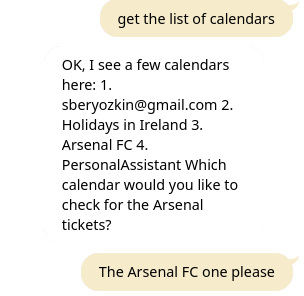 get the list of calendars
OK, I see a few calendars
here: 1.
sberyozkin@gmail.com 2.
Holidays in Ireland 3.
Arsenal FC 4.
PersonalAssistant Which
calendar would you like to
check for the Arsenal
tickets?
The Arsenal FC one please